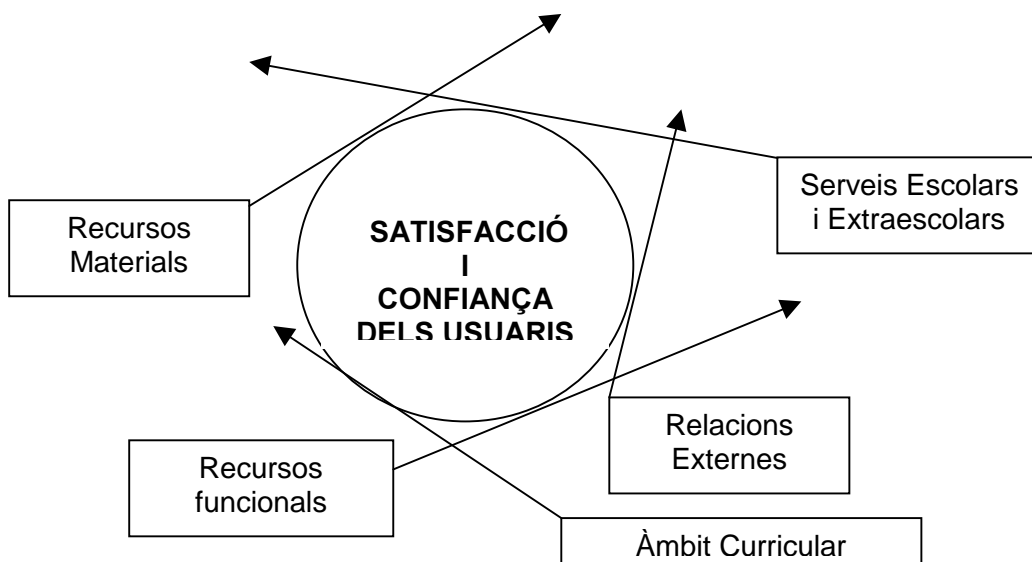 Serveis Escolars
i Extraescolars
Recursos
Materials
SATISFACCIÓ
I
CONFIANÇA
DELS USUARIS
Relacions
Externes
Recursos
funcionals
Àmbit Curricular